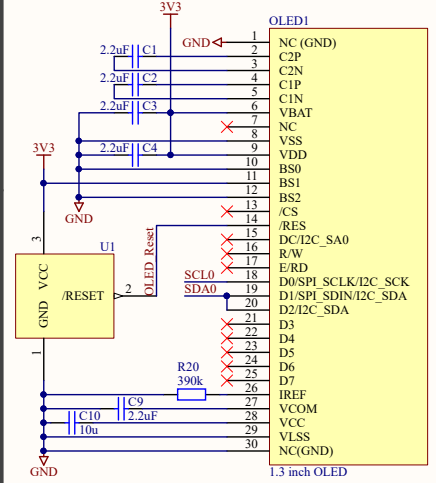 3V3
OLED1
GND
1 NC (GND)
2.2uF C1
2 C2P
3 C2N
2.2uF C2
4 C1P
5 C1N
2.2uF C3
6 VBAT
7 NC
8 VSS
3V3
2.2uF C4
9 VDD
10 BS0
11 BS1
12 BS2
GND
13 /CS
14 /RES
3
U1
OLED_Reset
15 DC/I2C_SA0
16 R/W
17 E/RD
VCC
SCL0
18 D0/SPI_SCLK/I2C_SCK
/RESET
2
SDA0
19 D1/SPI_SDIN/I2C_SDA
20 D2/I2C_SDA
GND
21 D3
22 D4
1
23 D5
R20
24 D6
390k
25 D7
26 IREF
C9
27 VCOM
C10
2.2uF
28 VCC
10u
29 VLSS
30 NC(GND)
GND
1.3 inch OLED